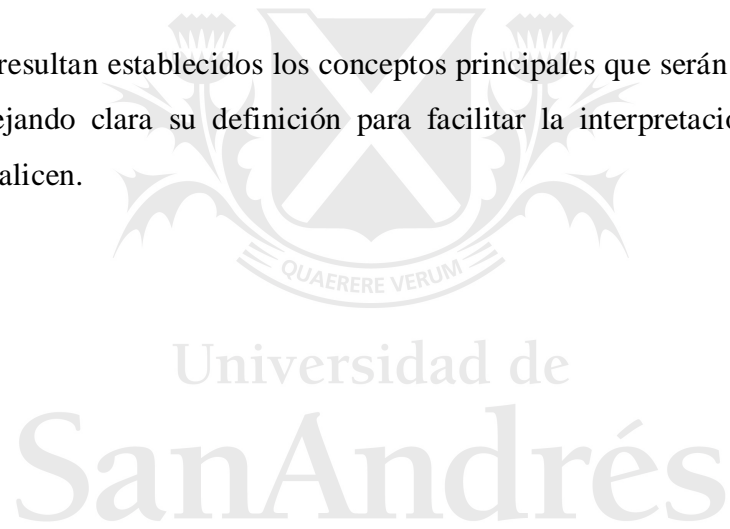 resultan establecidos los conceptos principales que serán
ejando clara su definición para facilitar la interpretacio
alicen.
QUAERERE VERUM
Universidad de
SanAndrés